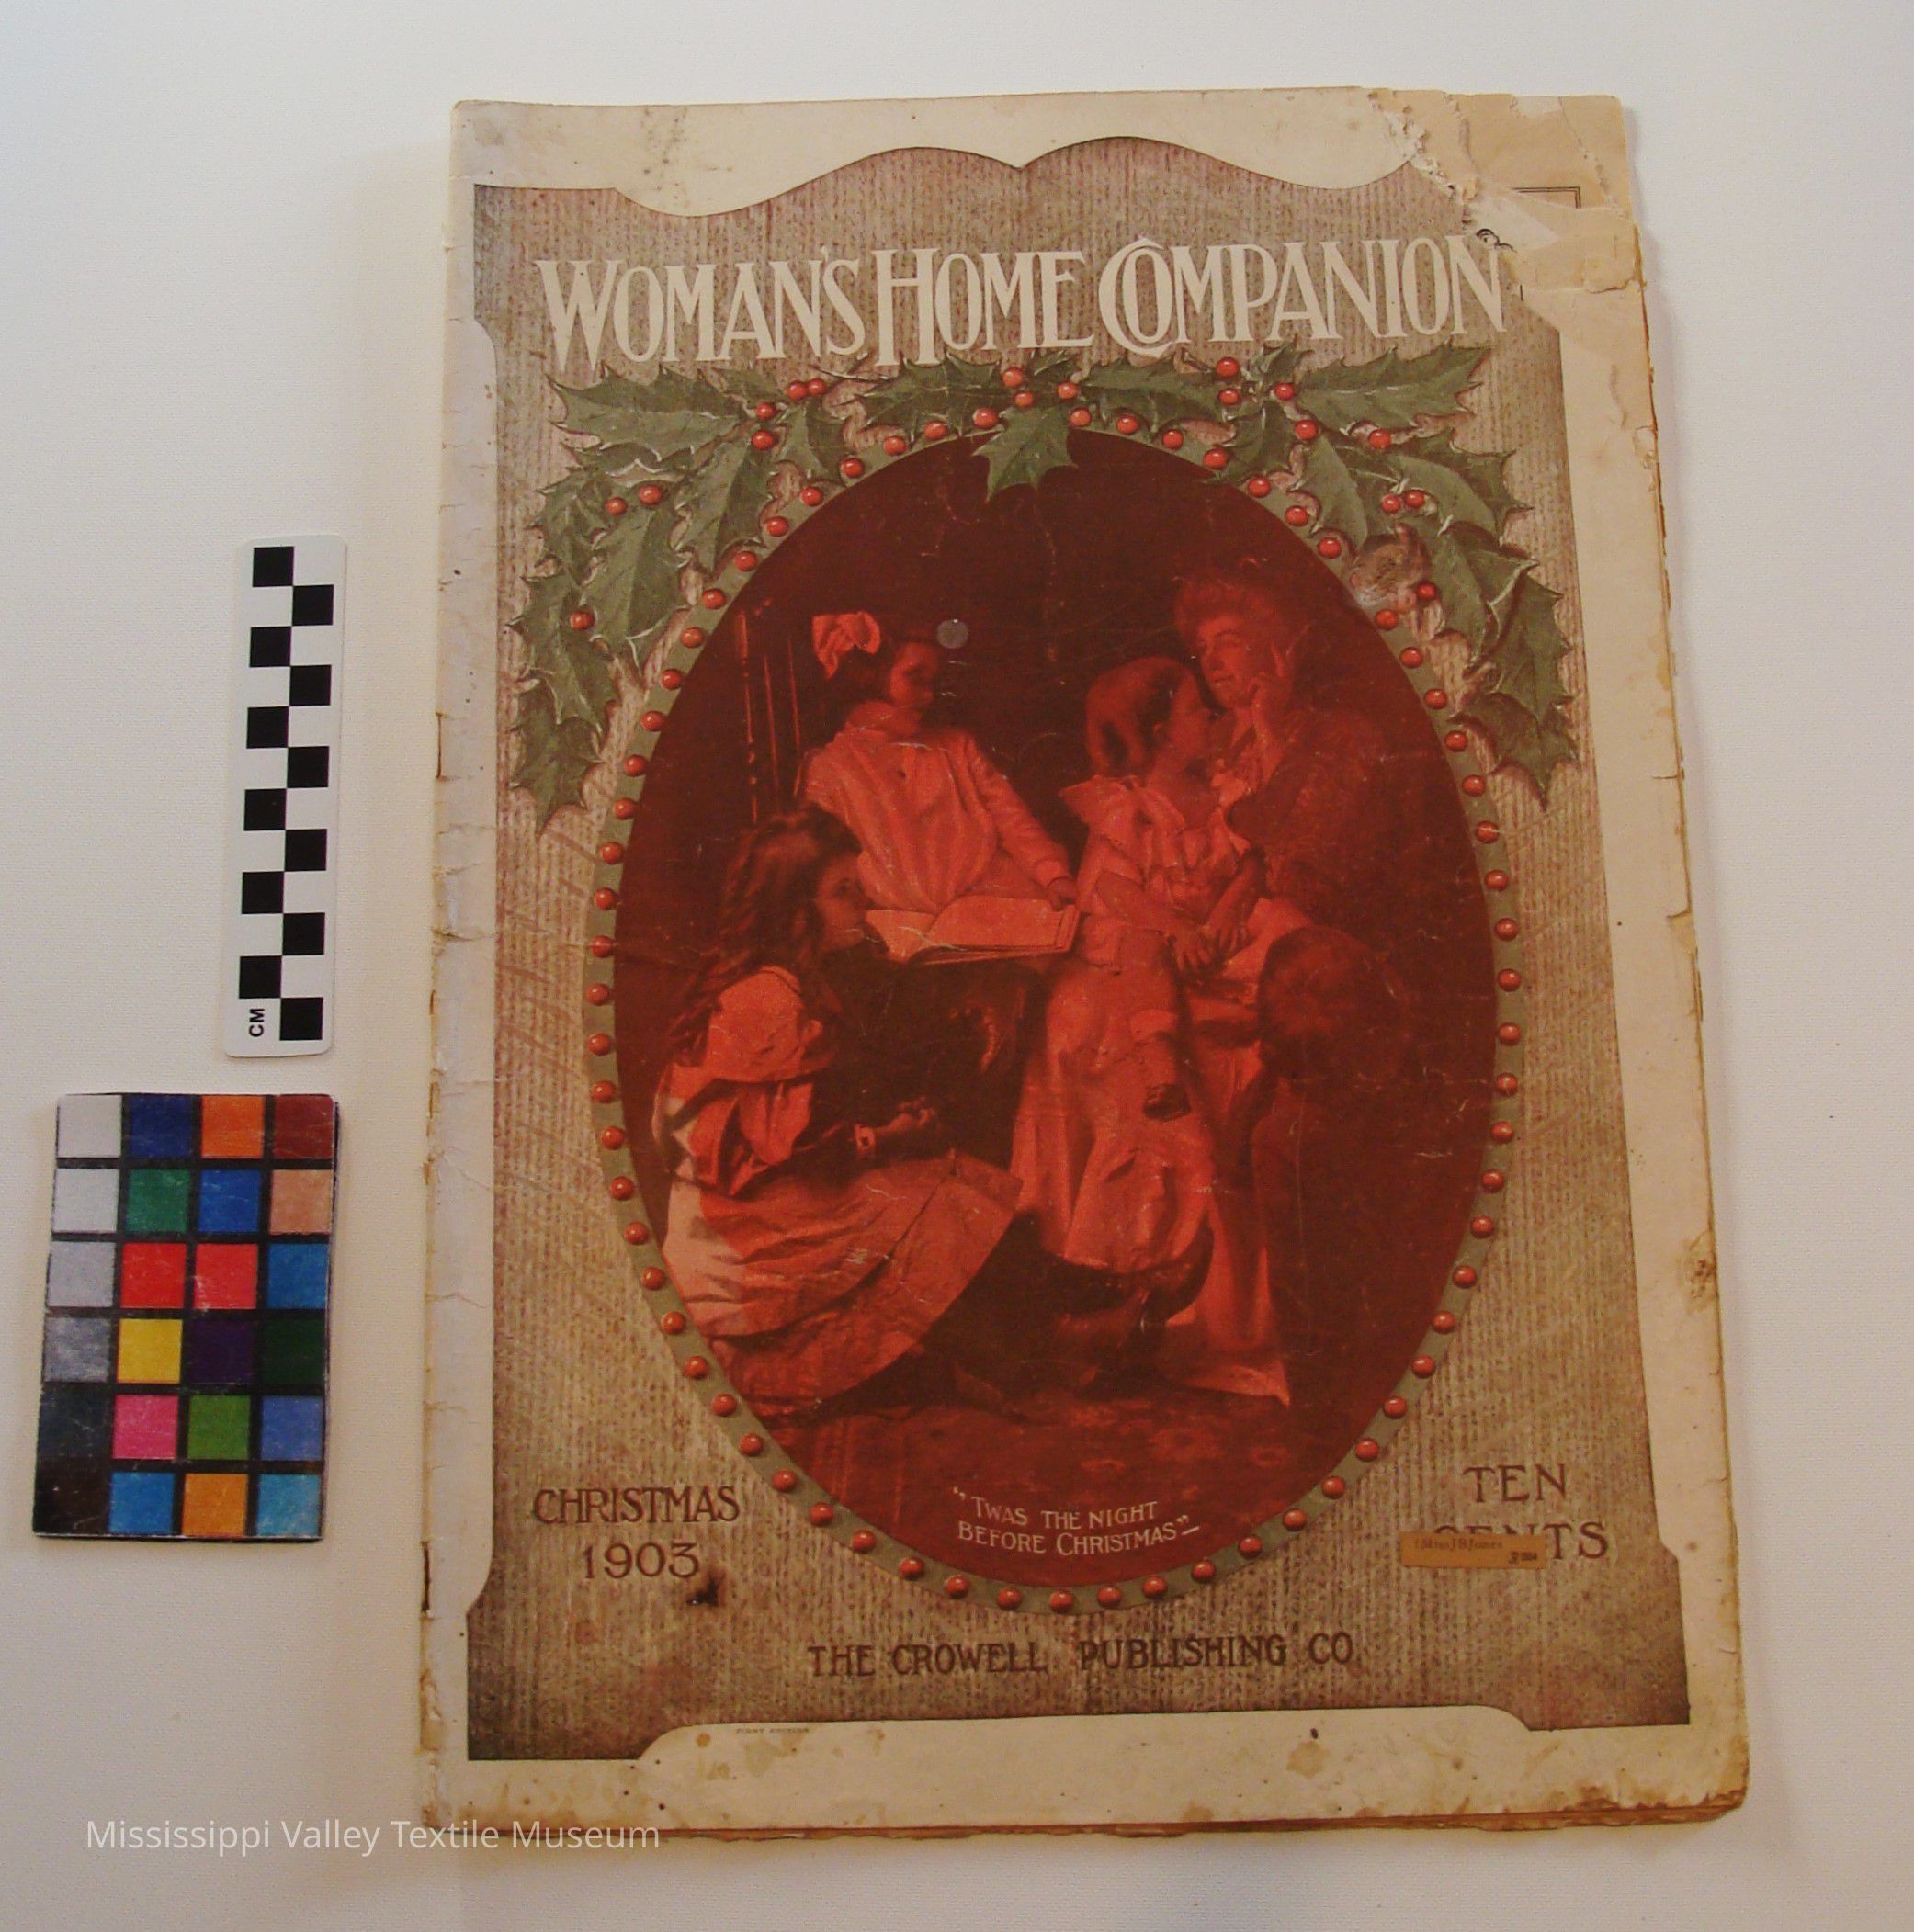 WOMAN'S HOME COMPANION
CM
CHRISTMAS
1903
"'TWAS THE NIGHT
BEFORE CHRISTMAS"—
TEN
CENTS
THE CROWELL PUBLISHING CO.
Mississippi Valley Textile Museum